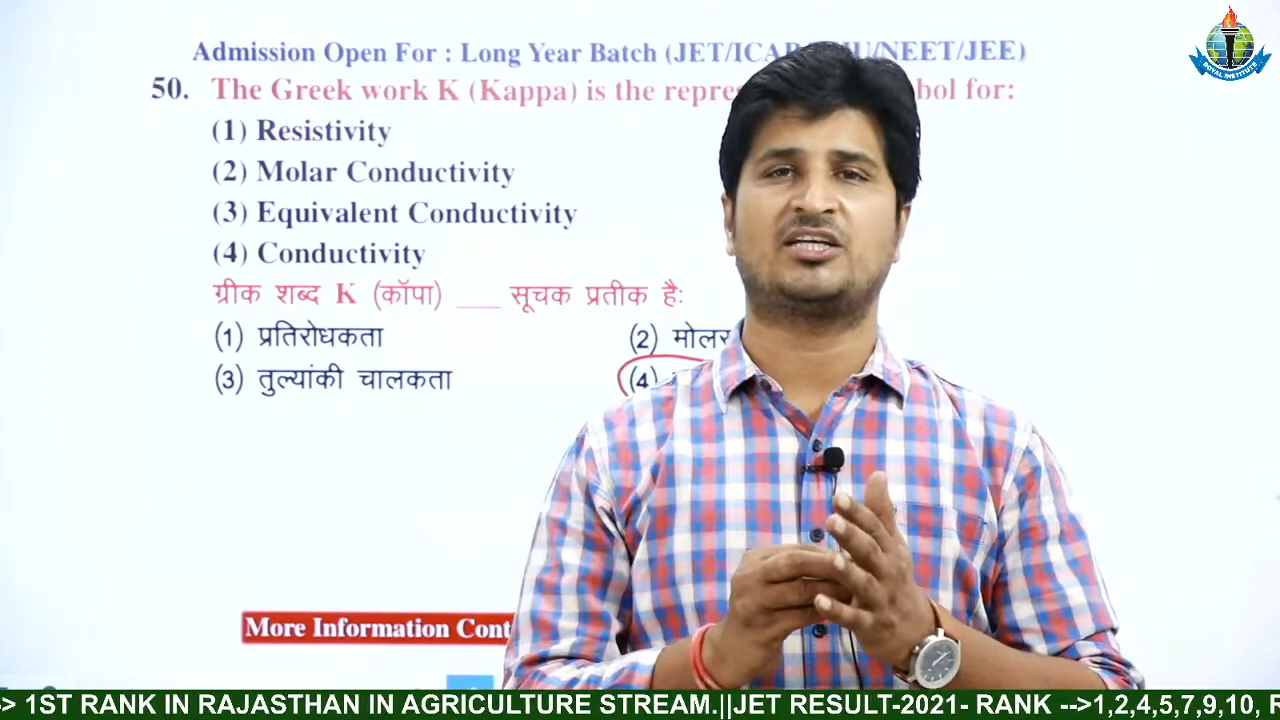 Admission Open For : Long Year Batch (JET/ICAR U/NEET/JEE)
50. The Greek work K (Kappa) is the repres bol for:
(1) Resistivity
(2) Molar Conductivity
(3) Equivalent Conductivity
(4) Conductivity
ग्रीक शब्द K (कॉपा) ___ सूचक प्रतीक है:
(1) प्रतिरोधकता (2) मोलर
(3) तुल्यांकी चालकता (4)
More Information Cont
ROYAL INSTITUTE
-> 1ST RANK IN RAJASTHAN IN AGRICULTURE STREAM.||JET RESULT-2021- RANK -->1,2,4,5,7,9,10, R